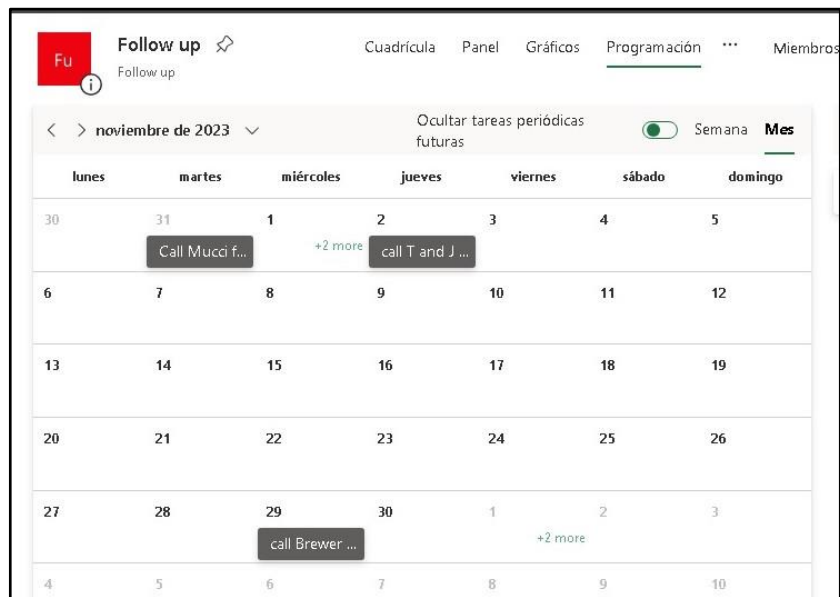 Fu
Follow up
Follow up
Cuadrícula Panel Gráficos Programación ... Miembros
noviembre de 2023
Ocultar tareas periódicas
futuras
Semana Mes
lunes martes miércoles jueves viernes sábado domingo
30 31 1 2 3 4 5
+2 more
Call Mucci f... call T and J ...
6 7 8 9 10 11 12
13 14 15 16 17 18 19
20 21 22 23 24 25 26
27 28 29 30 1 2 3
+2 more
call Brewer ...
4 5 6 7 8 9 10